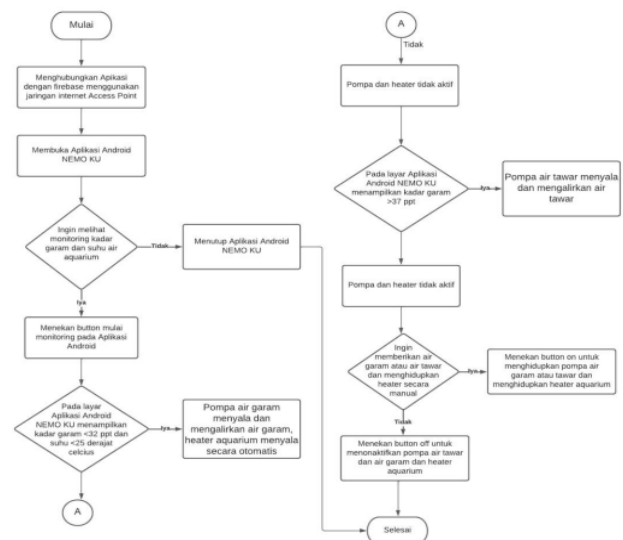 Mulai
Menghubungkan Apikasi
dengan firebase menggunakan
jaringan internet Access Point
Membuka Aplikasi Android
NEMO KU
Ingin melihat
monitoring kadar
garam dan suhu air
aquarium
Tidak
Menutup Aplikasi Android
NEMO KU
Iya
Menekan button mulai
monitoring pada Aplikasi
Android
Pada layar
Aplikasi Android
NEMO KU menampilkan
kadar garam <32 ppt dan
suhu <25 derajat
celcius
Iya
Pompa air garam
menyala dan
mengalirkan air garam,
heater aquarium menyala
secara otomatis
A
A
Tidak
Pompa dan heater tidak aktif
Pada layar Aplikasi
Android NEMO KU
menampilkan kadar garam
>37 ppt
Iya
Pompa air tawar menyala
dan mengalirkan air
tawar
Pompa dan heater tidak aktif
Ingin
memberikan air
garam atau air tawar
dan menghidupkan
heater secara
manual
Iya
Menekan button on untuk
menghidupkan pompa air
garam atau tawar dan
menghidupkan heater aquarium
Tidak
Menekan button off untuk
menonaktifkan pompa air tawar
dan air garam dan heater
aquarium
Selesai